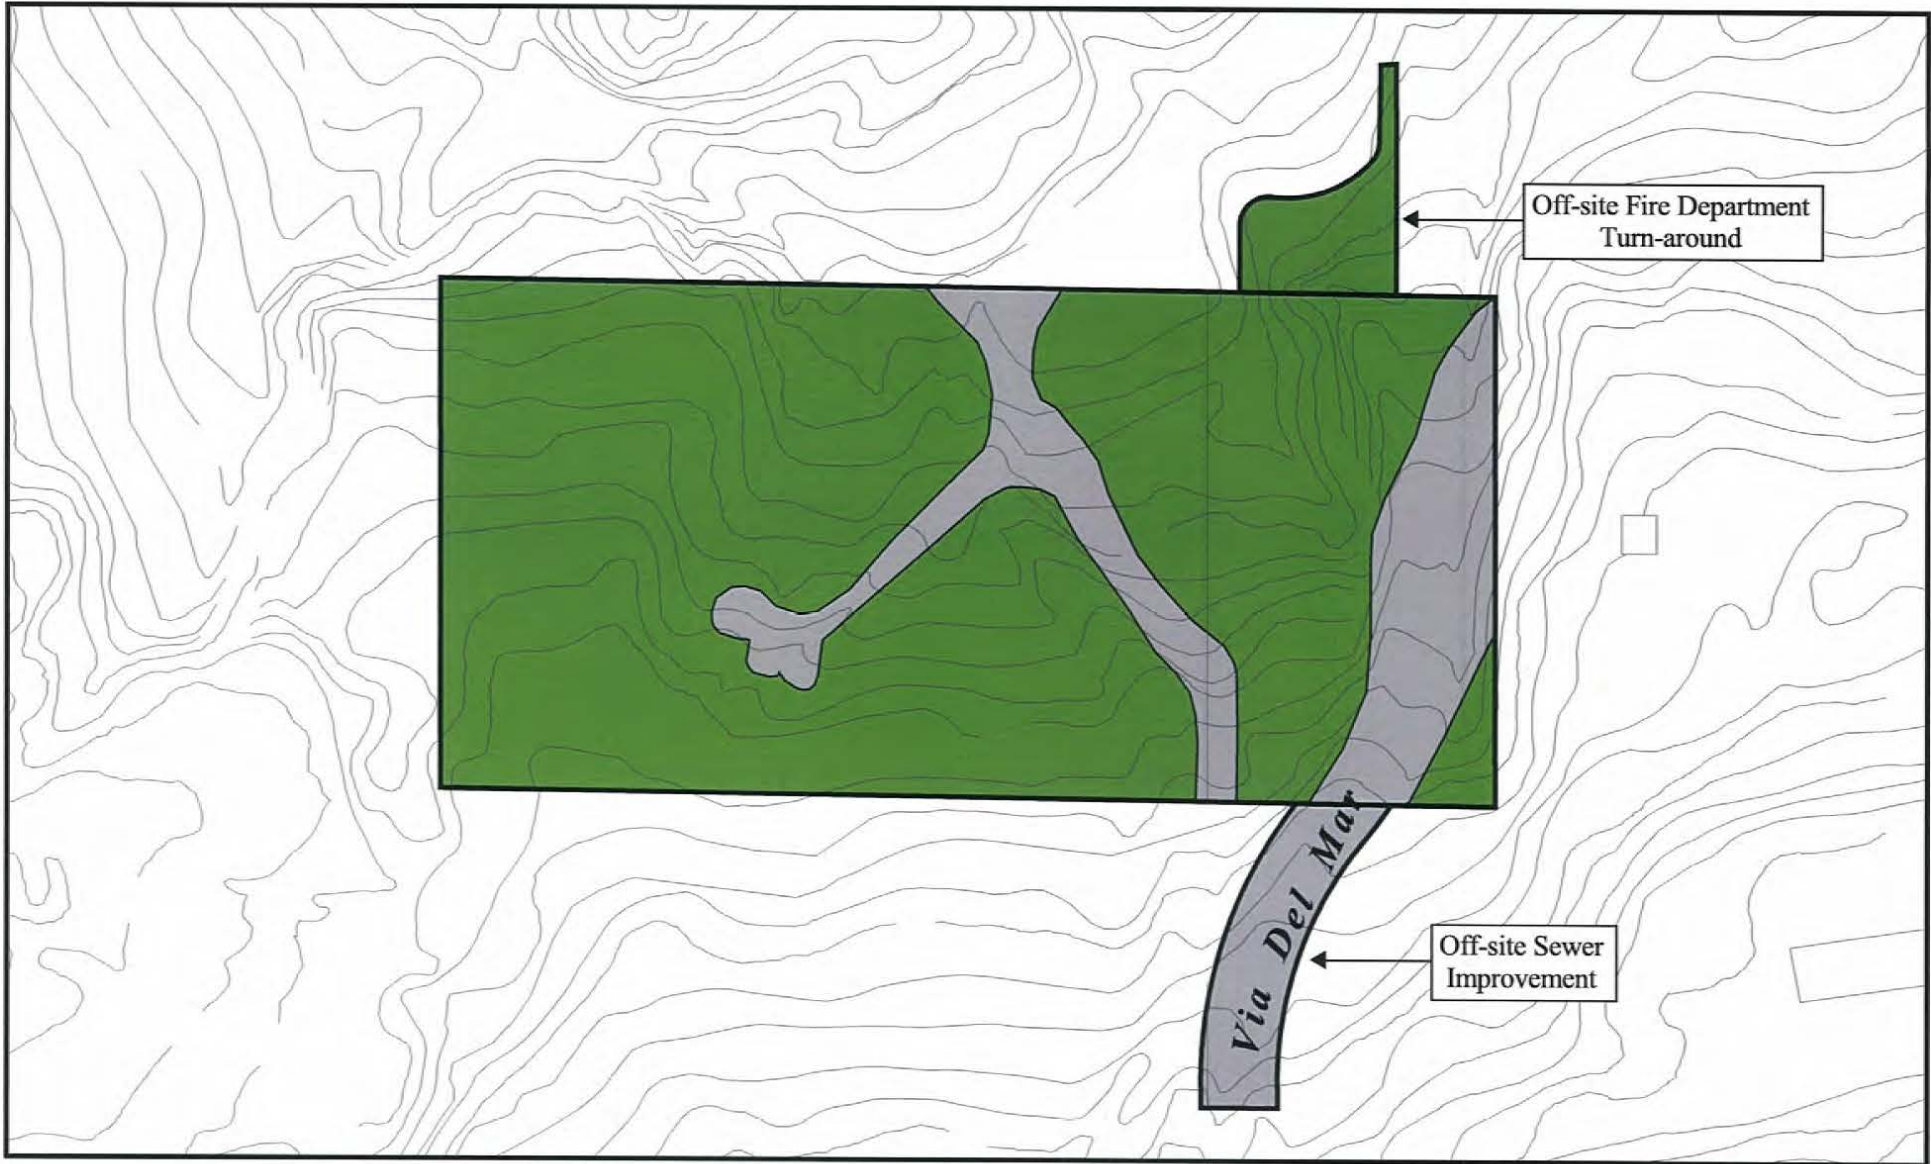 Off-site Fire Department
Turn-around
Via Del Mar
Off-site Sewer
Improvement